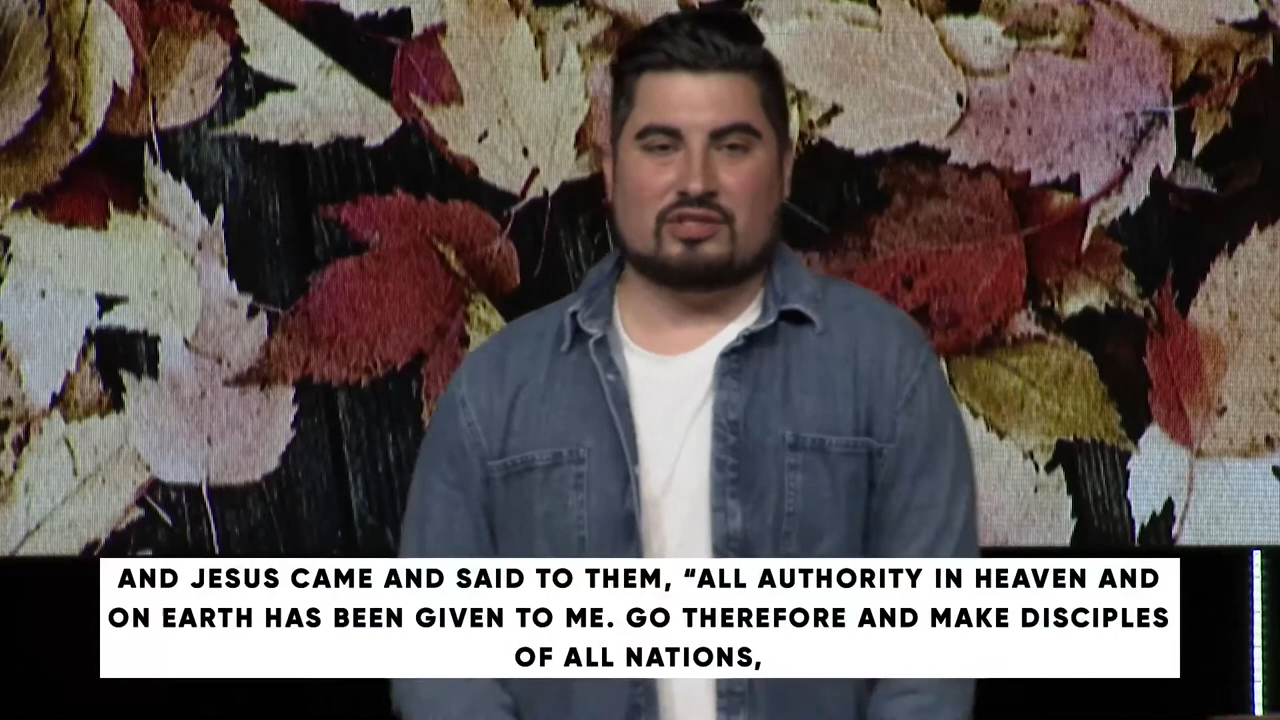 AND JESUS CAME AND SAID TO THEM, “ALL AUTHORITY IN HEAVEN AND
ON EARTH HAS BEEN GIVEN TO ME. GO THEREFORE AND MAKE DISCIPLES
OF ALL NATIONS,